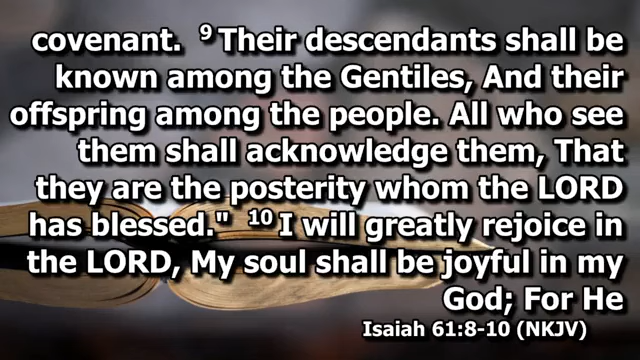 covenant. 9 Their descendants shall be
known among the Gentiles, And their
offspring among the people. All who see
them shall acknowledge them, That
they are the posterity whom the LORD
has blessed." 10 I will greatly rejoice in
the LORD, My soul shall be joyful in my
God; For He
Isaiah 61:8-10 (NKJV)